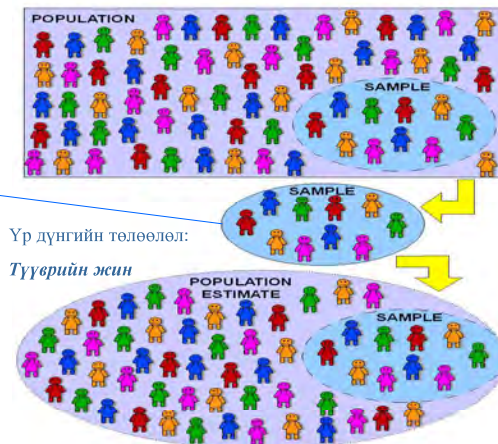 POPULATION
SAMPLE
SAMPLE
Үр дүнгийн төлөөлөл:
Түүврийн жин
POPULATION
ESTIMATE
SAMPLE